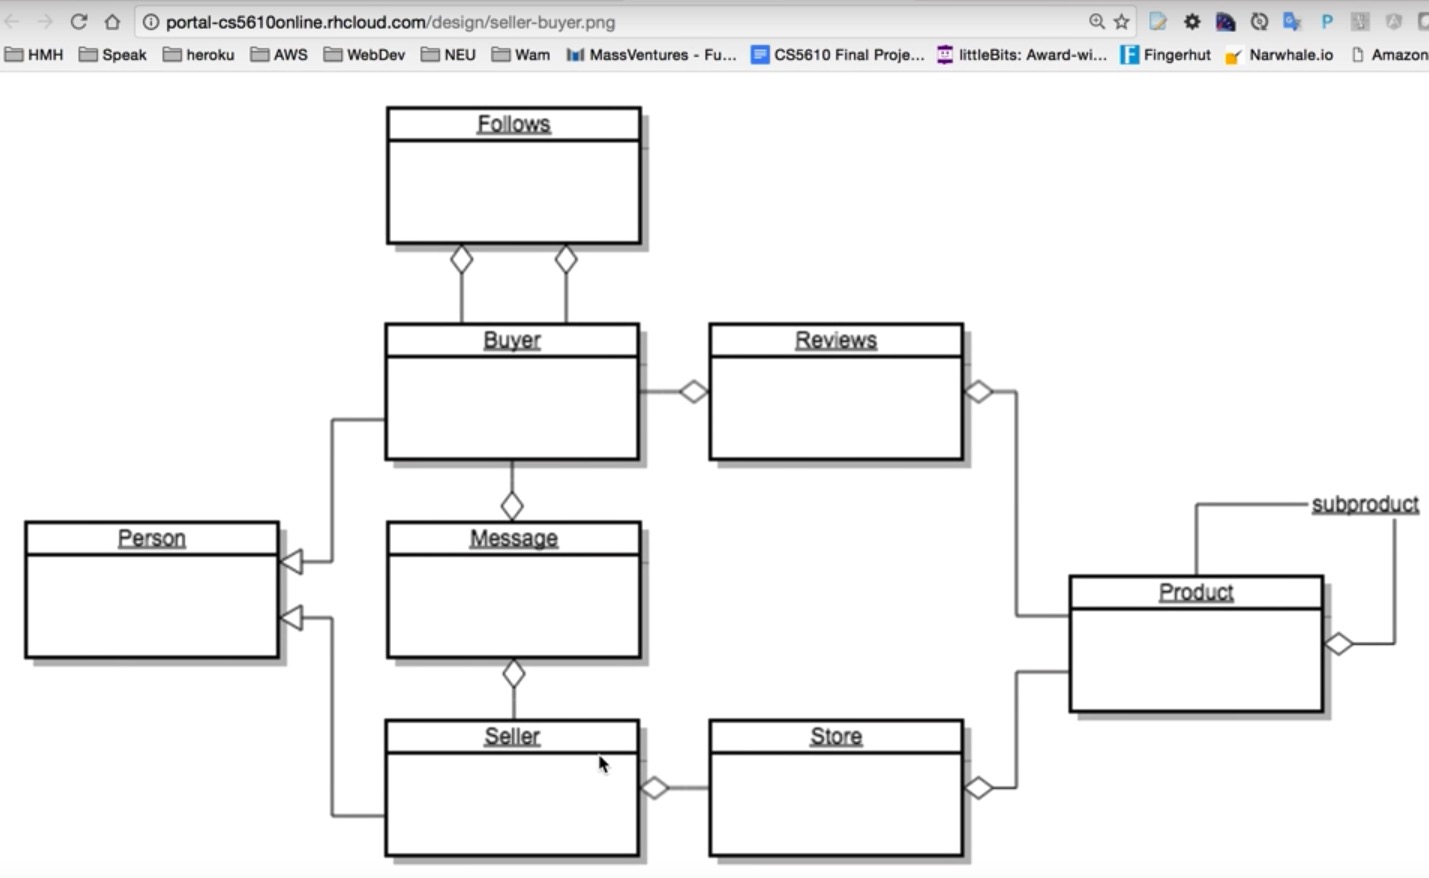 portal-cs5610online.rhcloud.com/design/seller-buyer.png
HMH Speak heroku AWS WebDev NEU Wam MassVentures - Fu... CS5610 Final Proje... littleBits: Award-wi... Fingerhut Narwhale.io Amazon
Follows
Buyer
Reviews
subproduct
Person
Message
Product
Seller
Store